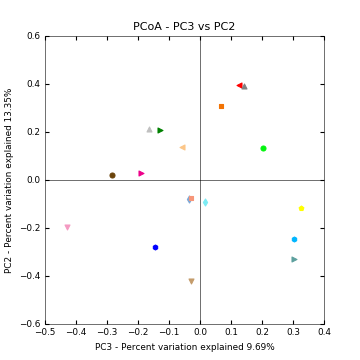 PCoA - PC3 vs PC2
0.6
0.4
0.2
0.0
−0.2
−0.4
−0.6
PC2 - Percent variation explained 13.35%
−0.5 −0.4 −0.3 −0.2 −0.1 0.0 0.1 0.2 0.3 0.4
PC3 - Percent variation explained 9.69%